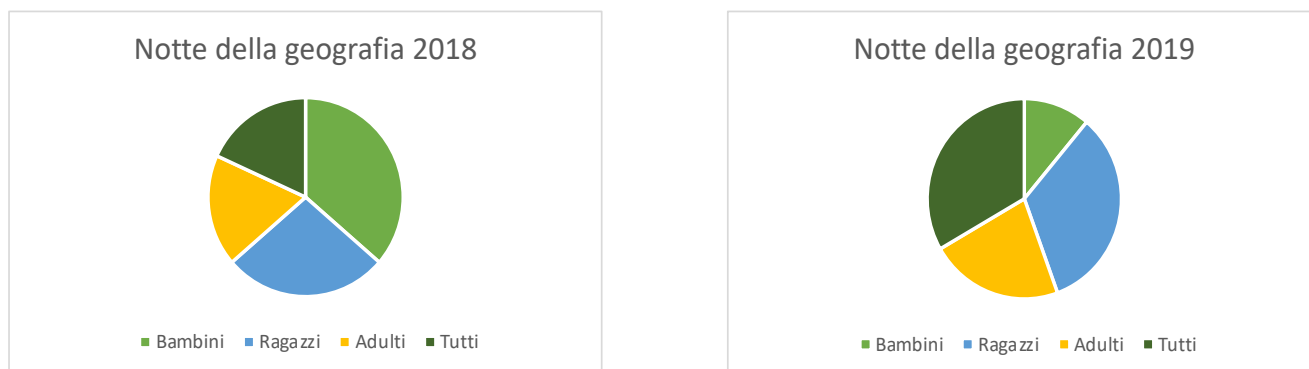 Notte della geografia 2018
Bambini Ragazzi Adulti Tutti
Notte della geografia 2019
Bambini Ragazzi Adulti Tutti